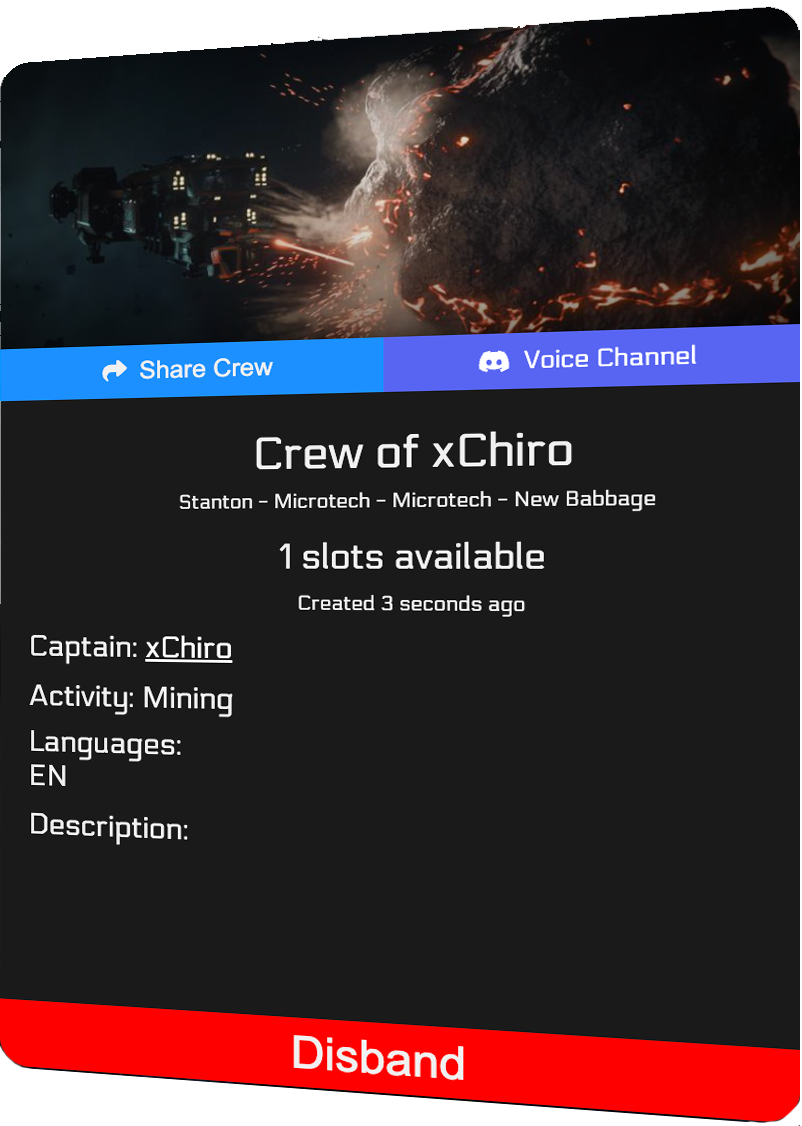 Share Crew
Voice Channel
Crew of xChiro
Stanton - Microtech - Microtech - New Babbage
1 slots available
Created 3 seconds ago
Captain: xChiro
Activity: Mining
Languages:
EN
Description:
Disband